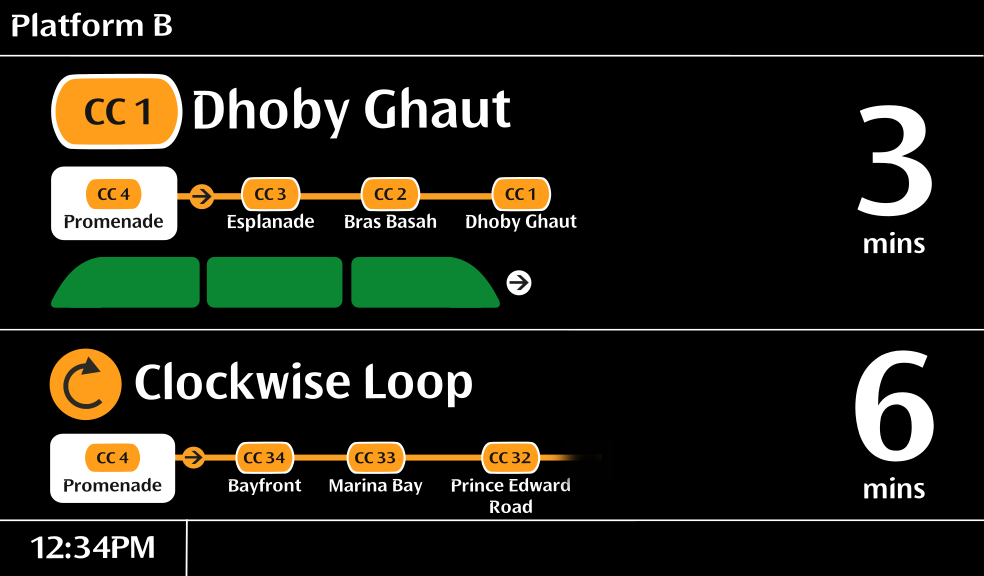 Platform B
CC 1 Dhoby Ghaut
3
mins
CC 4 CC 3 CC 2 CC 1
Promenade Esplanade Bras Basah Dhoby Ghaut
Clockwise Loop
6
mins
CC 4 CC 34 CC 33 CC 32
Promenade Bayfront Marina Bay Prince Edward
Road
12:34PM